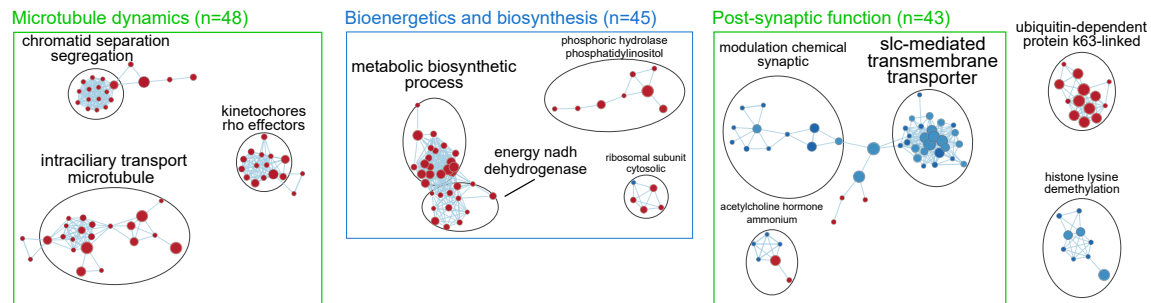 Microtubule dynamics (n=48)
chromatid separation
segregation
kinetochores
rho effectors
intraciliary transport
microtubule
Bioenergetics and biosynthesis (n=45)
phosphoric hydrolase
phosphatidylinositol
metabolic biosynthetic
process
energy nadh
dehydrogenase
ribosomal subunit
cytosolic
Post-synaptic function (n=43)
modulation chemical
synaptic
slc-mediated
transmembrane
transporter
acetylcholine hormone
ammonium
ubiquitin-dependent
protein k63-linked
histone lysine
demethylation